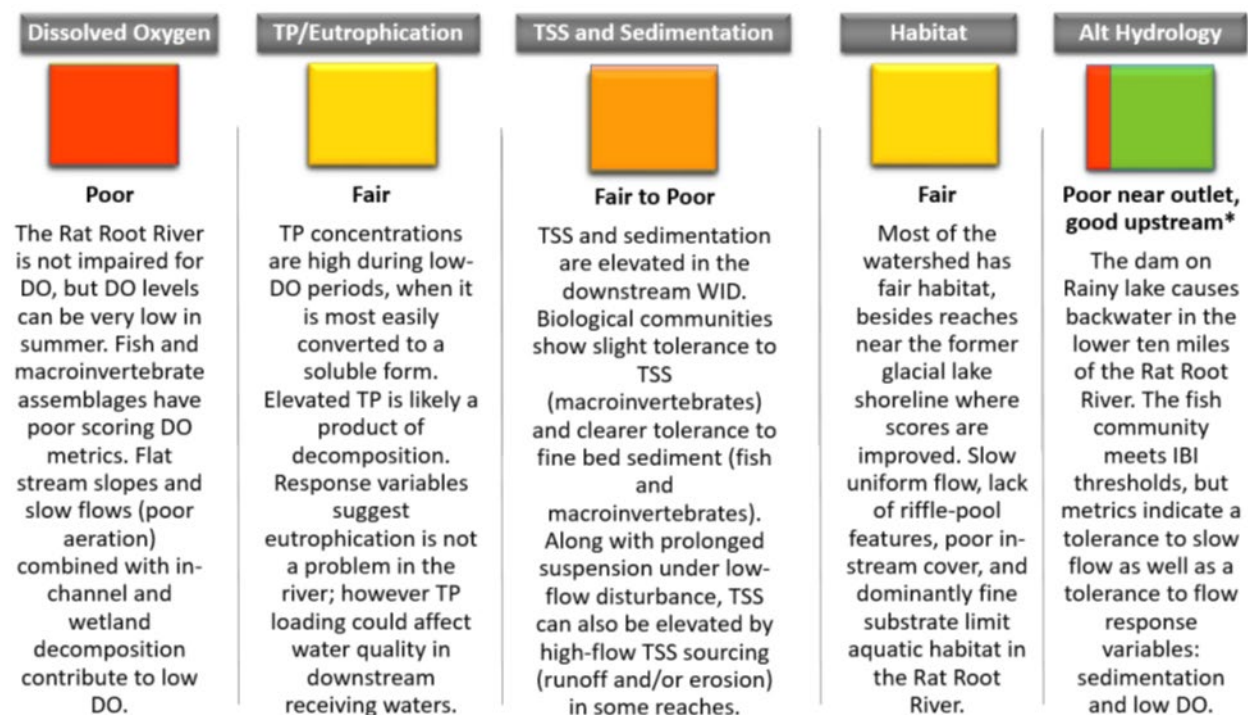 Dissolved Oxygen
Poor
The Rat Root River
is not impaired for
DO, but DO levels
can be very low in
summer. Fish and
macroinvertebrate
assemblages have
poor scoring DO
metrics. Flat
stream slopes and
slow flows (poor
aeration)
combined with in-
channel and
wetland
decomposition
contribute to low
DO.
TP/Eutrophication
Fair
TP concentrations
are high during low-
DO periods, when it
is most easily
converted to a
soluble form.
Elevated TP is likely a
product of
decomposition.
Response variables
suggest
eutrophication is not
a problem in the
river; however TP
loading could affect
water quality in
downstream
receiving waters.
TSS and Sedimentation
Fair to Poor
TSS and sedimentation
are elevated in the
downstream WID.
Biological communities
show slight tolerance to
TSS
(macroinvertebrates)
and clearer tolerance to
fine bed sediment (fish
and
macroinvertebrates).
Along with prolonged
suspension under low-
flow disturbance, TSS
can also be elevated by
high-flow TSS sourcing
(runoff and/or erosion)
in some reaches.
Habitat
Fair
Most of the
watershed has
fair habitat,
besides reaches
near the former
glacial lake
shoreline where
scores are
improved. Slow
uniform flow, lack
of riffle-pool
features, poor in-
stream cover, and
dominantly fine
substrate limit
aquatic habitat in
the Rat Root
River.
Alt Hydrology
Poor near outlet,
good upstream*
The dam on
Rainy lake causes
backwater in the
lower ten miles
of the Rat Root
River. The fish
community
meets IBI
thresholds, but
metrics indicate a
tolerance to slow
flow as well as a
tolerance to flow
response
variables:
sedimentation
and low DO.